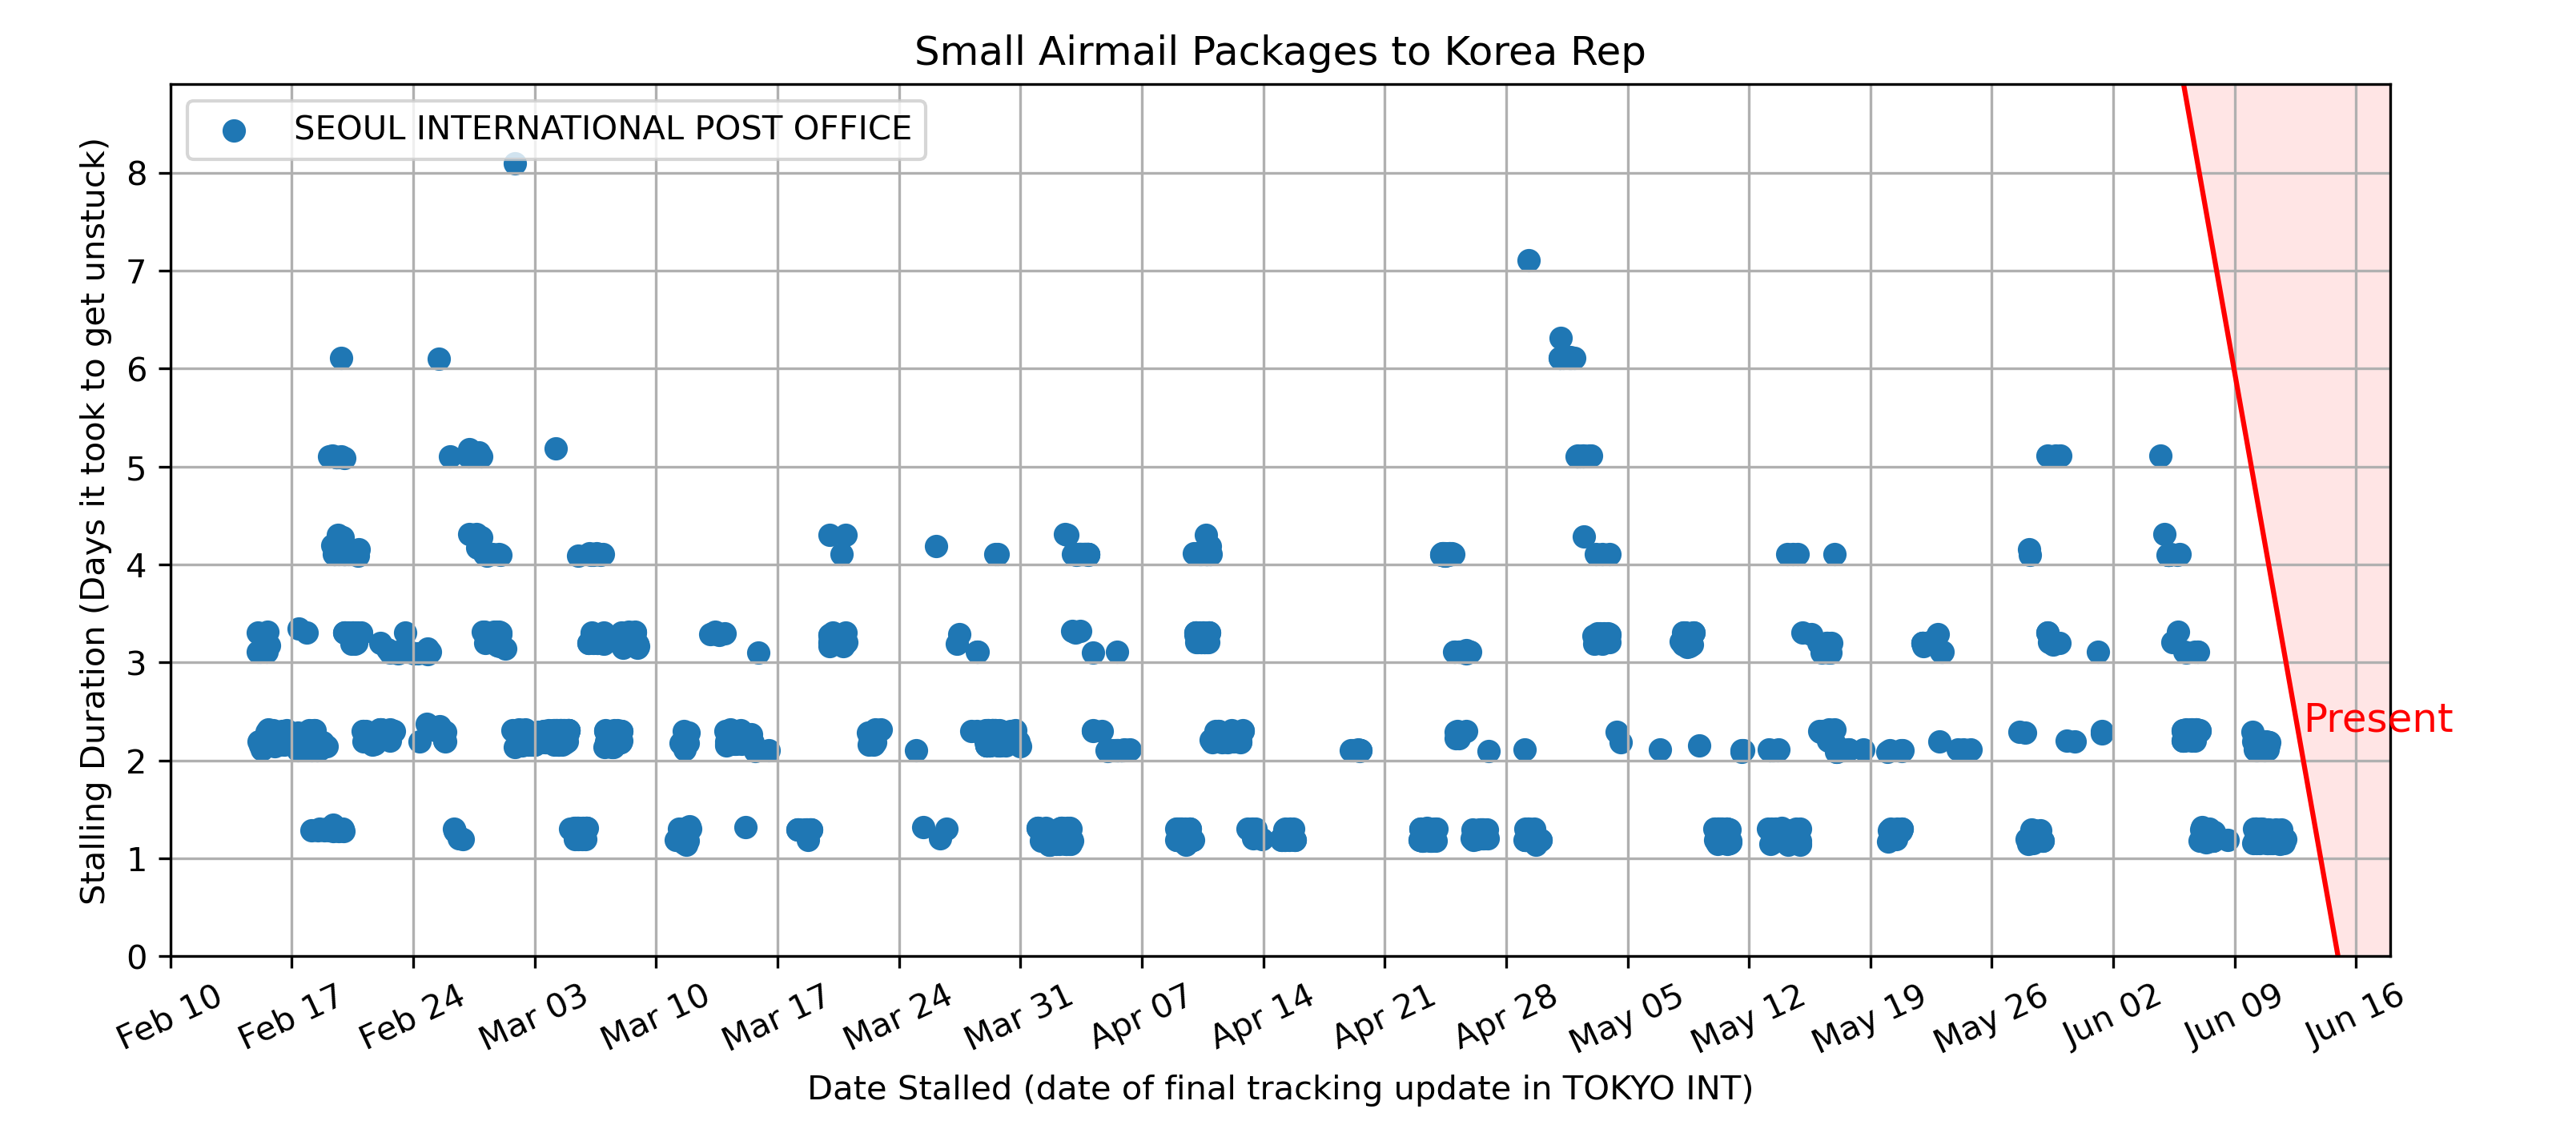 Small Airmail Packages to Korea Rep
SEOUL INTERNATIONAL POST OFFICE
Stalling Duration (Days it took to get unstuck)
8
7
6
5
4
3
2
1
0
Present
Feb 10 Feb 17 Feb 24 Mar 03 Mar 10 Mar 17 Mar 24 Mar 31 Apr 07 Apr 14 Apr 21 Apr 28 May 05 May 12 May 19 May 26 Jun 02 Jun 09 Jun 16
Date Stalled (date of final tracking update in TOKYO INT)